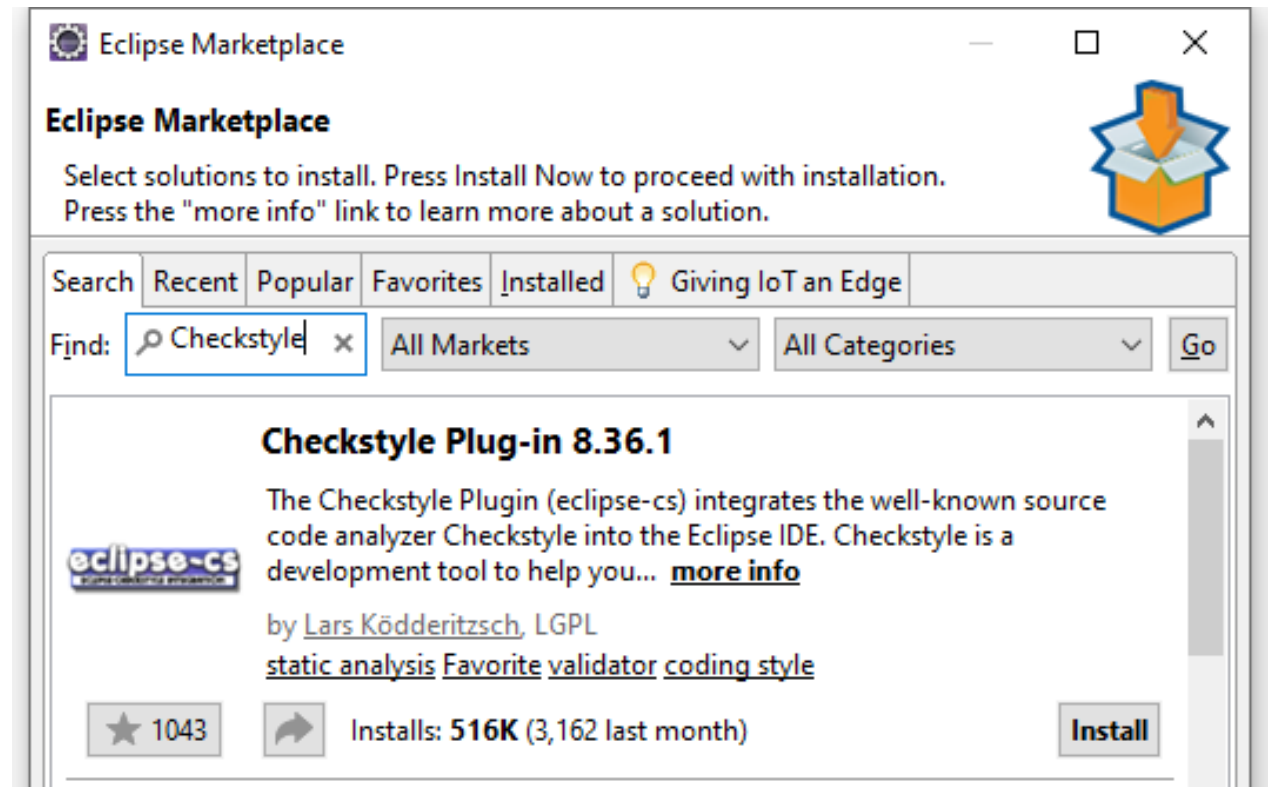 Eclipse Marketplace
Eclipse Marketplace
Select solutions to install. Press Install Now to proceed with installation.
Press the "more info" link to learn more about a solution.
Search Recent Popular Favorites Installed Giving IoT an Edge
Find: Checkstyle All Markets All Categories Go
Checkstyle Plug-in 8.36.1
The Checkstyle Plugin (eclipse-cs) integrates the well-known source
code analyzer Checkstyle into the Eclipse IDE. Checkstyle is a
development tool to help you... more info
eclipse-cs
by Lars Ködderitzsch, LGPL
static analysis Favorite validator coding style
1043 Installs: 516K (3,162 last month) Install